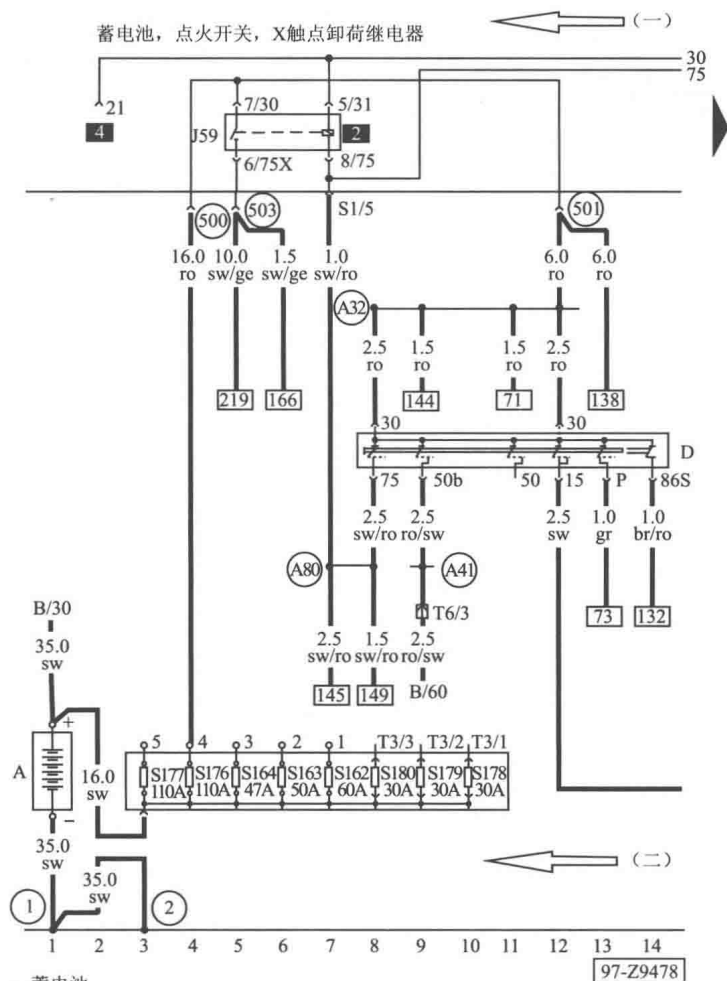 蓄电池，点火开关，X触点卸荷继电器
（一）
30
75
21
4
7/30
5/31
J59
2
6/75X
8/75
500
503
S1/5
501
16.0 10.0 1.5 1.0 6.0 6.0
ro sw/ge sw/ge sw/ro ro ro
A32
2.5 1.5 1.5 2.5
ro ro ro ro
219 166 144 71 138
30 30
D
75 50b 50 15 P 86S
2.5 2.5 2.5 1.0 1.0
sw/ro ro/sw sw gr br/ro
A80 A41
B/30
T6/3
73 132
35.0
sw
2.5 1.5 2.5
sw/ro sw/ro ro/sw
145 149 B/60
+
A
16.0
sw
5 4 3 2 1 T3/3 T3/2 T3/1
S177 S176 S164 S163 S162 S180 S179 S178
110A 110A 47A 50A 60A 30A 30A 30A
−
35.0
sw
35.0
sw
（二）
1 2
1 2 3 4 5 6 7 8 9 10 11 12 13 14
97-Z9478